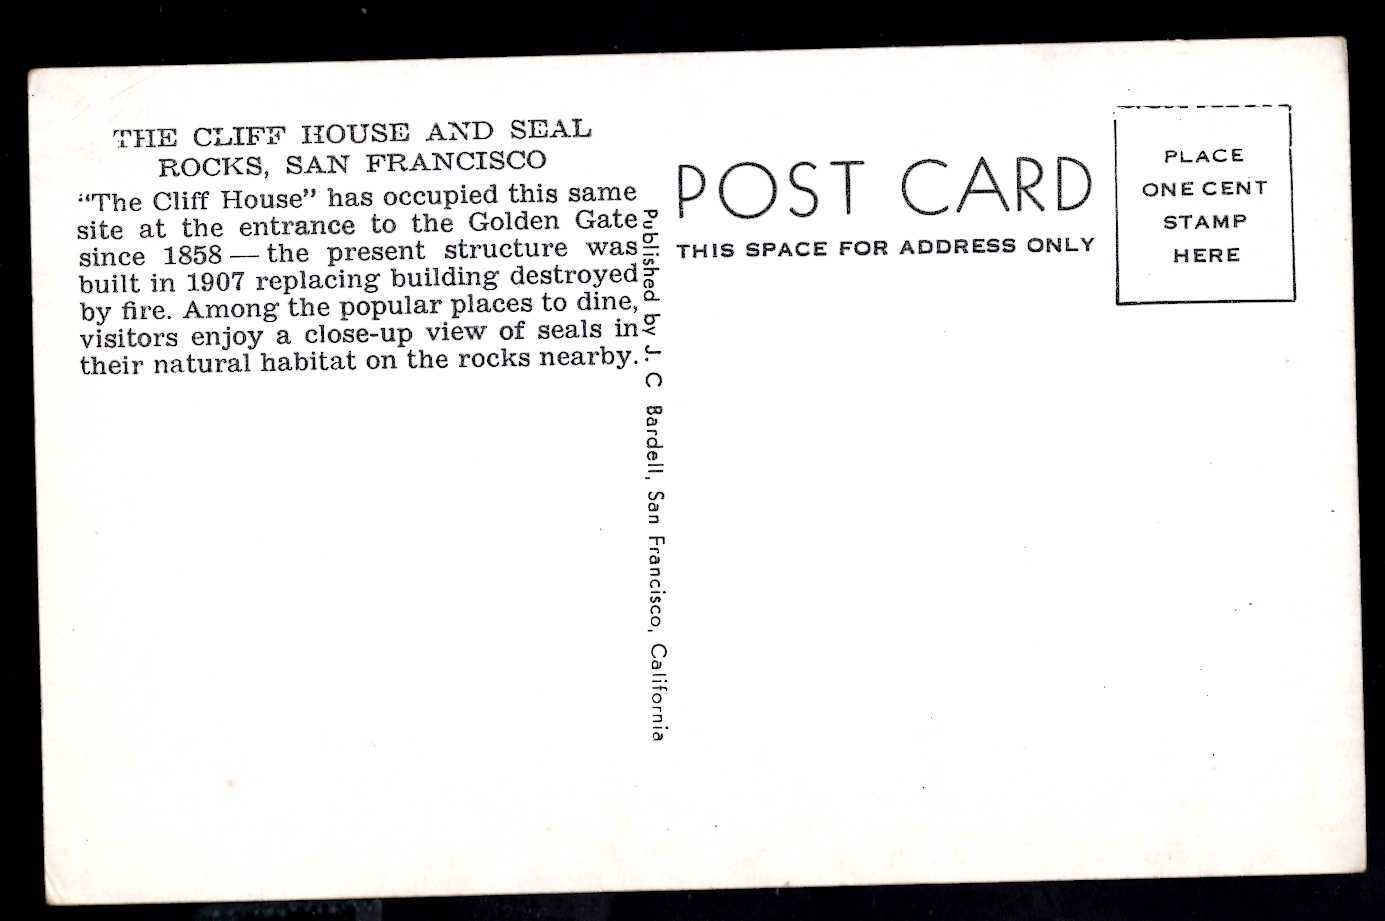 THE CLIFF HOUSE AND SEAL
ROCKS, SAN FRANCISCO
"The Cliff House" has occupied this same
site at the entrance to the Golden Gate
since 1858 — the present structure was
built in 1907 replacing building destroyed
by fire. Among the popular places to dine,
visitors enjoy a close-up view of seals in
their natural habitat on the rocks nearby.
Published by J. C Bardell, San Francisco, California
POST CARD
THIS SPACE FOR ADDRESS ONLY
PLACE
ONE CENT
STAMP
HERE